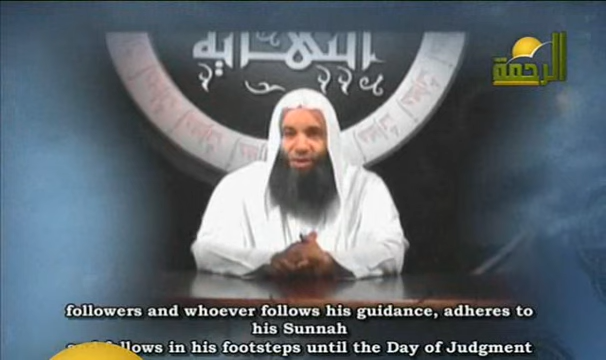 النهاية
الرحمة
followers and whoever follows his guidance, adheres to
his Sunnah
and follows in his footsteps until the Day of Judgment